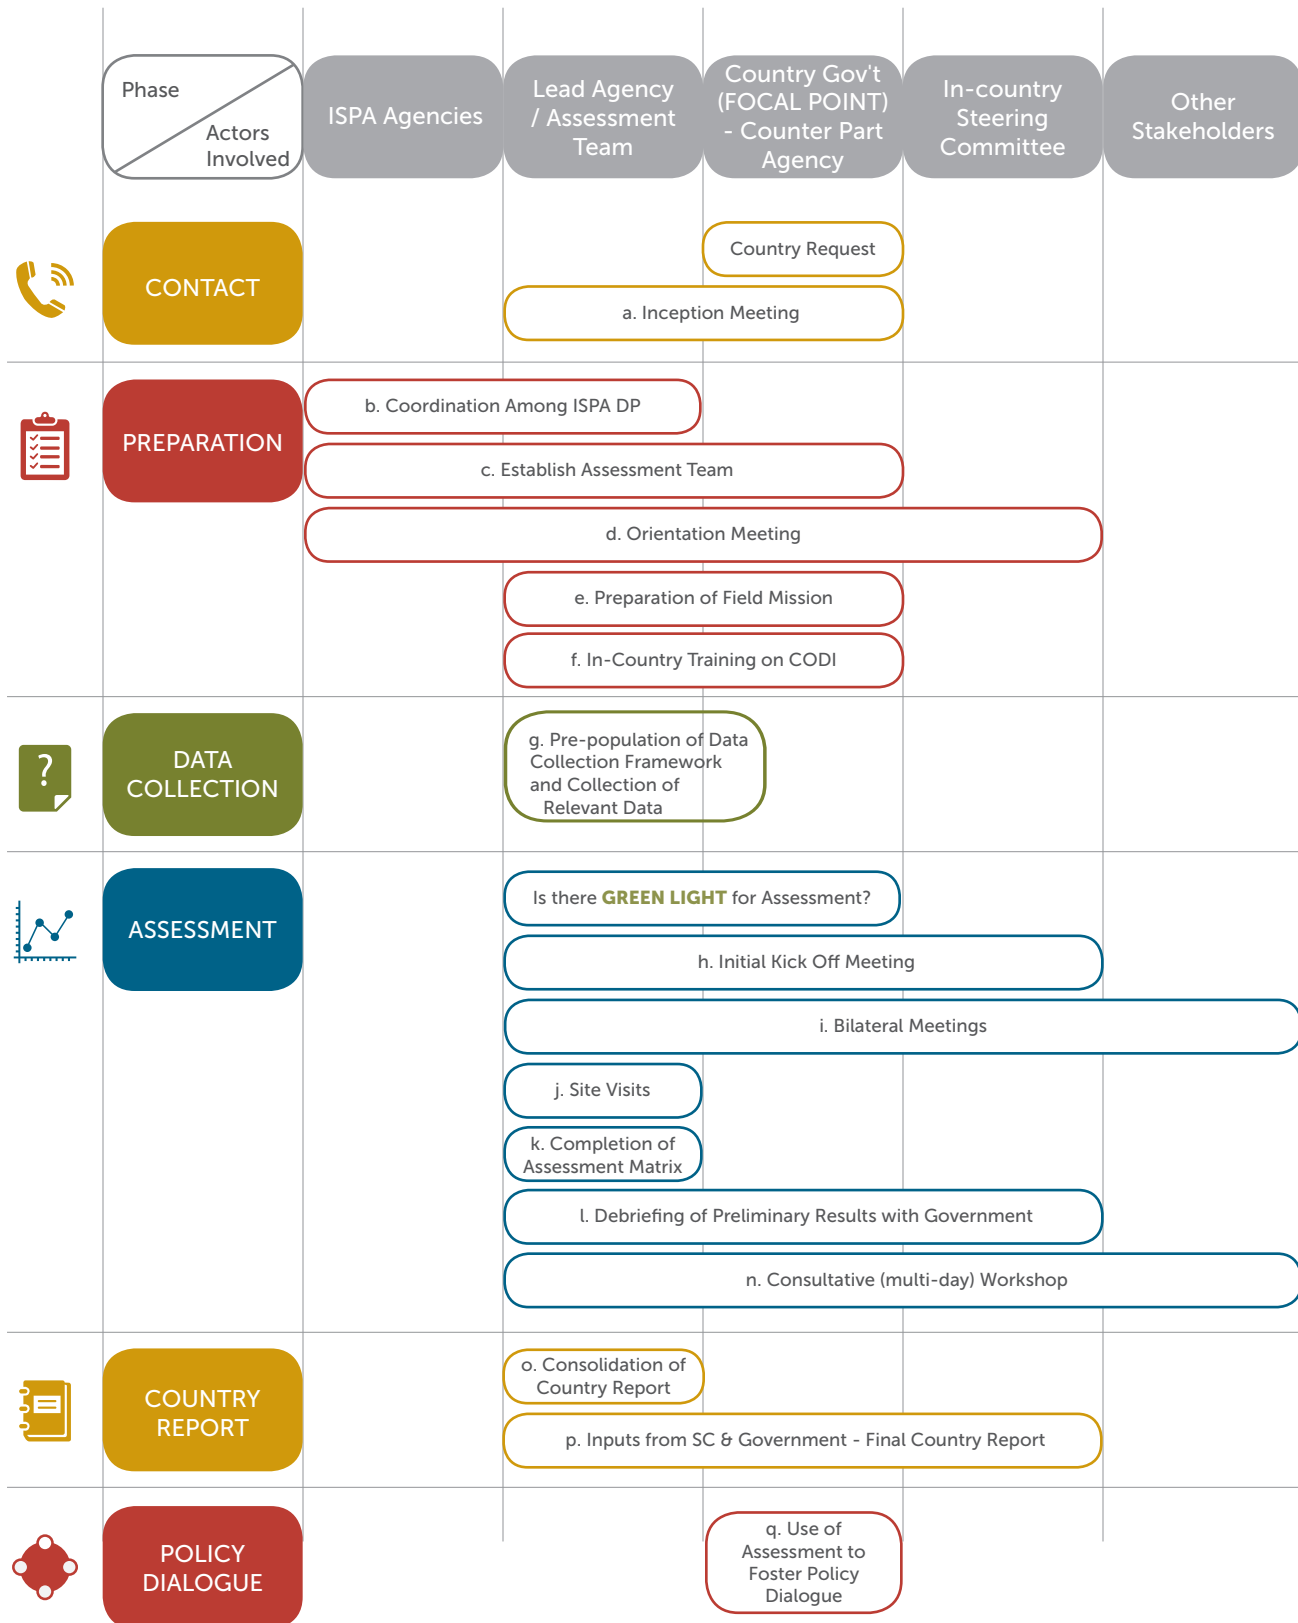 Phase
Actors
Involved
ISPA Agencies
Lead Agency
/ Assessment
Team
Country Gov't
(FOCAL POINT)
- Counter Part
Agency
In-country
Steering
Committee
Other
Stakeholders
CONTACT
Country Request
a. Inception Meeting
PREPARATION
b. Coordination Among ISPA DP
c. Establish Assessment Team
d. Orientation Meeting
e. Preparation of Field Mission
f. In-Country Training on CODI
DATA
COLLECTION
?
g. Pre-population of Data
Collection Framework
and Collection of
Relevant Data
ASSESSMENT
Is there GREEN LIGHT for Assessment?
h. Initial Kick Off Meeting
i. Bilateral Meetings
j. Site Visits
k. Completion of
Assessment Matrix
l. Debriefing of Preliminary Results with Government
n. Consultative (multi-day) Workshop
COUNTRY
REPORT
o. Consolidation of
Country Report
p. Inputs from SC & Government - Final Country Report
POLICY
DIALOGUE
q. Use of
Assessment to
Foster Policy
Dialogue